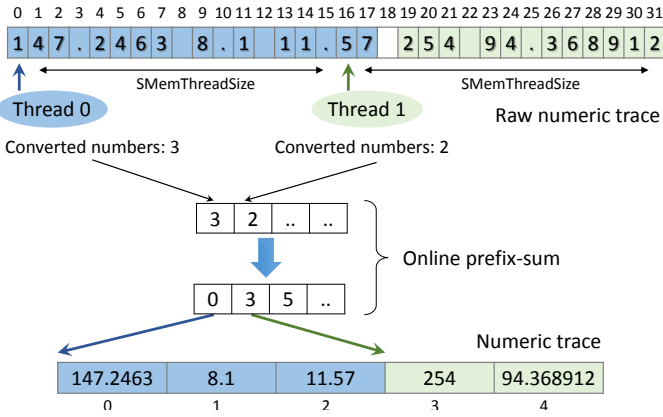 0 1 2 3 4 5 6 7 8 9 10 11 12 13 14 15 16 17 18 19 20 21 22 23 24 25 26 27 28 29 30 31
1 4 7 . 2 4 6 3 8 . 1 1 1 . 5 7 2 5 4 9 4 . 3 6 8 9 1 2
SMemThreadSize SMemThreadSize
Thread 0 Thread 1 Raw numeric trace
Converted numbers: 3 Converted numbers: 2
3 2 .. ..
Online prefix-sum
0 3 5 ..
Numeric trace
147.2463 8.1 11.57 254 94.368912
0 1 2 3 4